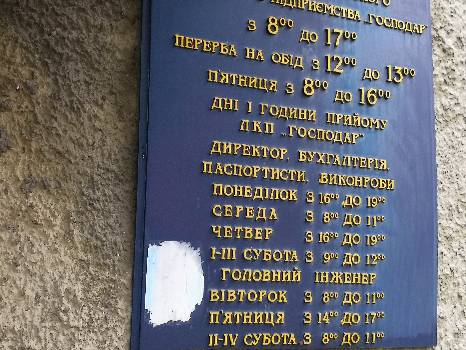 ПІДПРИЄМСТВА „ГОСПОДАР"
З 8⁰⁰ ДО 17⁰⁰
ПЕРЕРВА НА ОБІД З 12⁰⁰ ДО 13⁰⁰
П'ЯТНИЦЯ З 8⁰⁰ ДО 16⁰⁰
ДНІ І ГОДИНИ ПРИЙОМУ
ЛКП „ГОСПОДАР"
ДИРЕКТОР, БУХГАЛТЕРІЯ,
ПАСПОРТИСТИ, ВИКОНРОБИ
ПОНЕДІЛОК З 16⁰⁰ ДО 19⁰⁰
СЕРЕДА З 8⁰⁰ ДО 11⁰⁰
ЧЕТВЕР З 16⁰⁰ ДО 19⁰⁰
І-ІІІ СУБОТА З 9⁰⁰ ДО 12⁰⁰
ГОЛОВНИЙ ІНЖЕНЕР
ВІВТОРОК З 8⁰⁰ ДО 11⁰⁰
П'ЯТНИЦЯ З 14⁰⁰ ДО 17⁰⁰
ІІ-ІV СУБОТА З 8⁰⁰ ДО 11⁰⁰